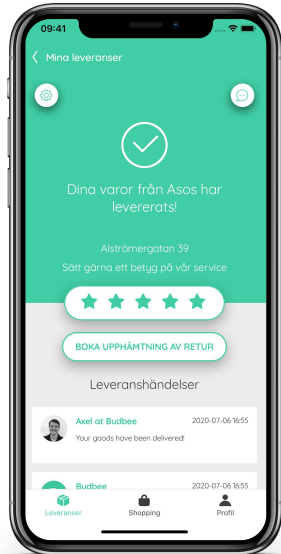 09:41
Mina leveranser
Dina varor från Asos har
levererats!
Alströmergatan 39
Sätt gärna ett betyg på vår service
BOKA UPPHÄMTNING AV RETUR
Leveranshändelser
Axel at Budbee 2020-07-06 16:55
Your goods have been delivered!
Budbee 2020-07-06 16:55
Leveranser Shopping Profil